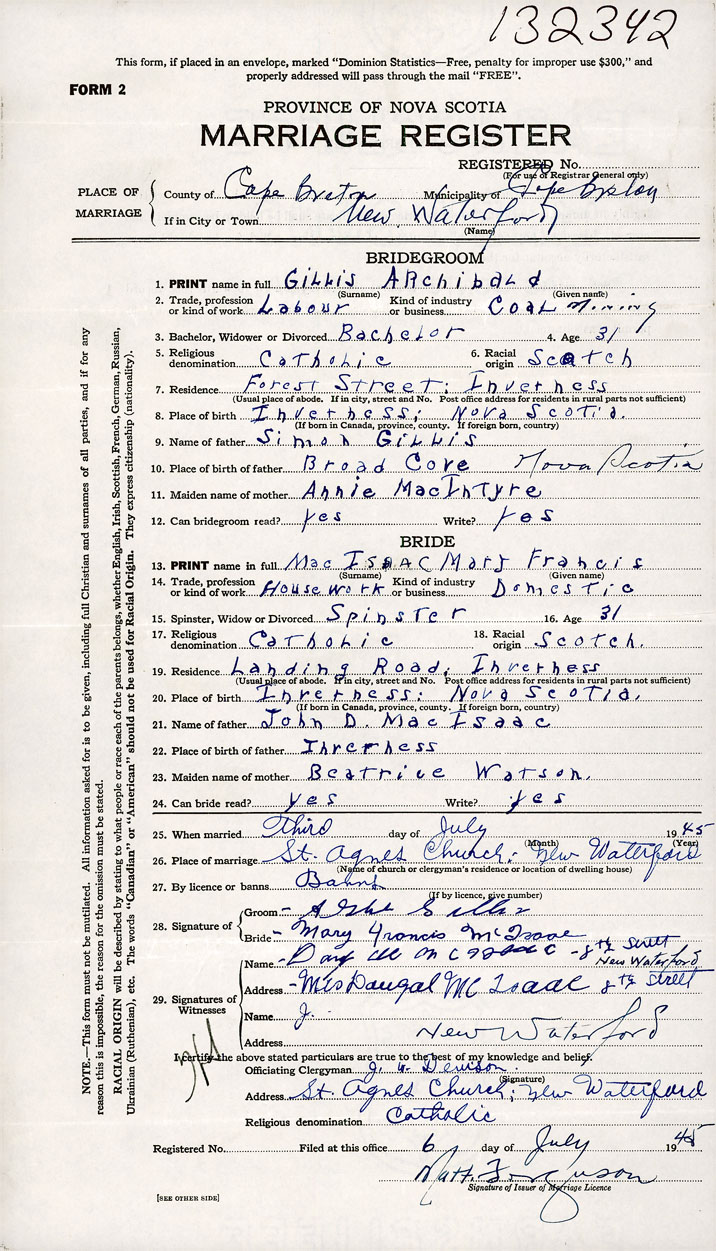 132342
This form, if placed in an envelope, marked "Dominion Statistics—Free, penalty for improper use $300," and
properly addressed will pass through the mail "FREE".
FORM 2
PROVINCE OF NOVA SCOTIA
MARRIAGE REGISTER
REGISTERED No.
(For use of Registrar General only)
PLACE OF MARRIAGE
County of Cape Breton Municipality of Cape Breton
If in City or Town New Waterford
(Name)
BRIDEGROOM
1. PRINT name in full GILLIS ARchibald
(Surname) (Given name)
2. Trade, profession or kind of work Labour Kind of industry or business Coal Mining
3. Bachelor, Widower or Divorced Bachelor 4. Age 31
5. Religious denomination Catholic 6. Racial origin Scotch
7. Residence Forest Street; Inverness
(Usual place of abode. If in city, street and No. Post office address for residents in rural parts not sufficient)
8. Place of birth Inverness; Nova Scotia.
(If born in Canada, province, county. If foreign born, country)
9. Name of father Simon Gillis
10. Place of birth of father Broad Cove Nova Scotia
11. Maiden name of mother Annie MacIntyre
12. Can bridegroom read? yes Write? yes
BRIDE
13. PRINT name in full Mac ISAAC Mary Francis
(Surname) (Given name)
14. Trade, profession or kind of work Housework Kind of industry or business Domestic
15. Spinster, Widow or Divorced Spinster 16. Age 31
17. Religious denomination Catholic 18. Racial origin Scotch.
19. Residence Landing Road; Inverness
(Usual place of abode. If in city, street and No. Post office address for residents in rural parts not sufficient)
20. Place of birth Inverness; Nova Scotia.
(If born in Canada, province, county. If foreign born, country)
21. Name of father John D. Mac Isaac
22. Place of birth of father Inverness
23. Maiden name of mother Beatrice Watson.
24. Can bride read? yes Write? yes
25. When married Third day of July 1945
(Month) (Year)
26. Place of marriage St. Agnes Church; New Waterford
(Name of church or clergyman's residence or location of dwelling house)
27. By licence or banns Banns
(If by licence, give number)
28. Signature of
Groom - Gillis
Bride - Mary Francis McIsaac
29. Signatures of Witnesses
Name - 8th Street New Waterford
Address - Mrs Dougal Mc Isaac 8th Street
Name J.
Address New Waterford
I certify the above stated particulars are true to the best of my knowledge and belief.
Officiating Clergyman J. Denison.
(Signature)
Address St. Agnes Church; New Waterford
Religious denomination Catholic
Registered No. Filed at this office 6 day of July 1945
Matt. Ferguson
Signature of Issuer of Marriage Licence
[SEE OTHER SIDE]
NOTE.—This form must not be mutilated. All information asked for is to be given, including full Christian and surnames of all parties, and if for any
reason this is impossible, the reason for the omission must be stated.
RACIAL ORIGIN will be described by stating to what people or race each of the parents belongs, whether English, Irish, Scottish, French, German, Russian,
Ukrainian (Ruthenian), etc. The words "Canadian" or "American" should not be used for Racial Origin. They express citizenship (nationality).